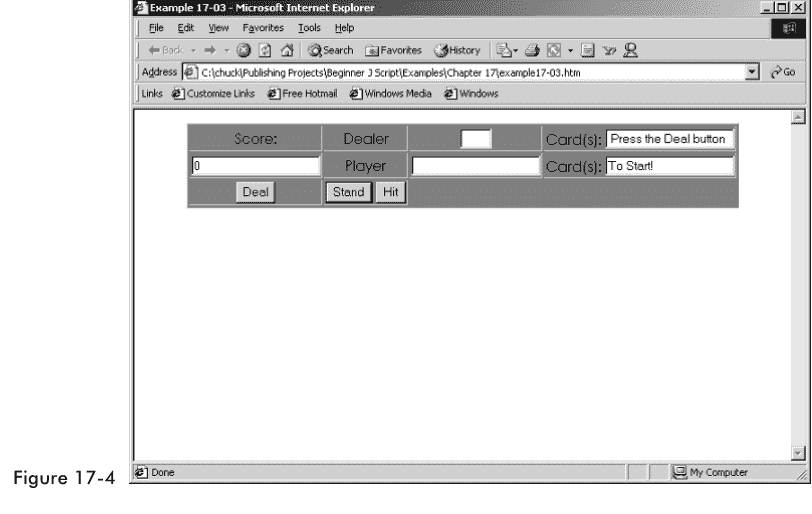 Example 17-03 - Microsoft Internet Explorer
File Edit View Favorites Tools Help
Back Search Favorites History
Address C:\chuck\Publishing Projects\Beginner J Script\Examples\Chapter 17\example17-03.htm Go
Links Customize Links Free Hotmail Windows Media Windows
Score: Dealer Card(s): Press the Deal button
0 Player Card(s): To Start!
Deal Stand Hit
Done My Computer
Figure 17-4